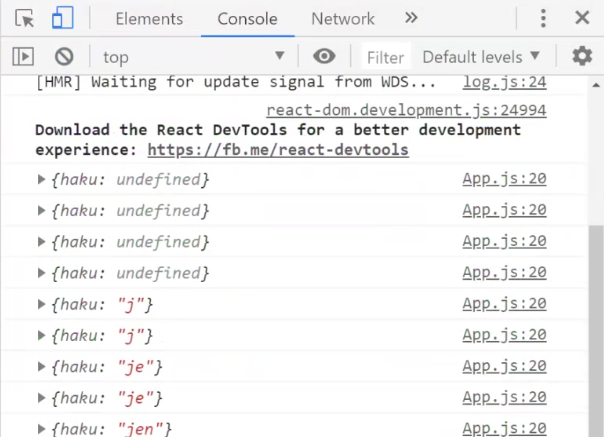 Elements Console Network
top Filter Default levels
[HMR] Waiting for update signal from WDS... log.js:24
react-dom.development.js:24994
Download the React DevTools for a better development
experience: https://fb.me/react-devtools
{haku: undefined} App.js:20
{haku: undefined} App.js:20
{haku: undefined} App.js:20
{haku: undefined} App.js:20
{haku: "j"} App.js:20
{haku: "j"} App.js:20
{haku: "je"} App.js:20
{haku: "je"} App.js:20
{haku: "jen"} App.js:20